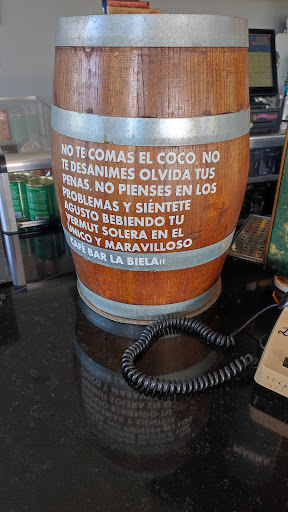 NO TE COMAS EL COCO, NO
TE DESANIMES OLVIDA TUS
PENAS, NO PIENSES EN LOS
PROBLEMAS Y SIÉNTETE
AGUSTO BEBIENDO TU
VERMUT SOLERA EN EL
ÚNICO Y MARAVILLOSO
CAFÉ BAR LA BIELA!!